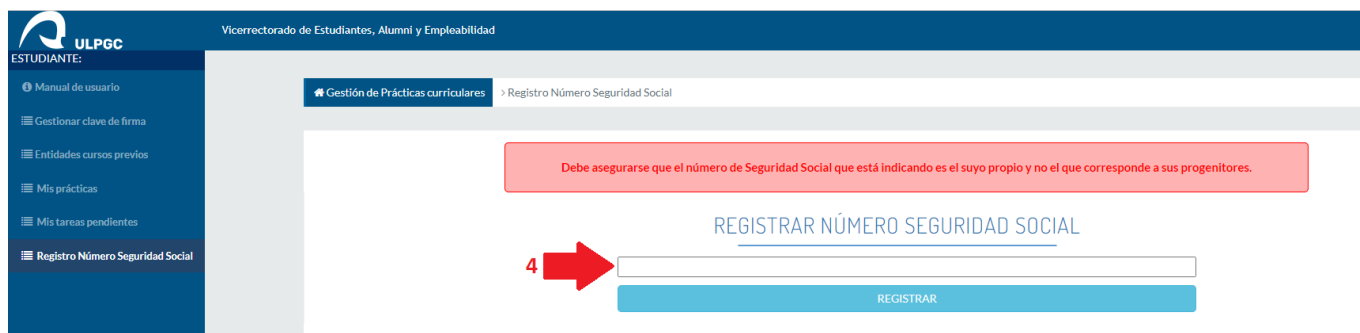 ULPGC
Vicerrectorado de Estudiantes, Alumni y Empleabilidad
ESTUDIANTE:
Manual de usuario
Gestionar clave de firma
Entidades cursos previos
Mis prácticas
Mis tareas pendientes
Registro Número Seguridad Social
Gestión de Prácticas curriculares > Registro Número Seguridad Social
Debe asegurarse que el número de Seguridad Social que está indicando es el suyo propio y no el que corresponde a sus progenitores.
REGISTRAR NÚMERO SEGURIDAD SOCIAL
4
REGISTRAR